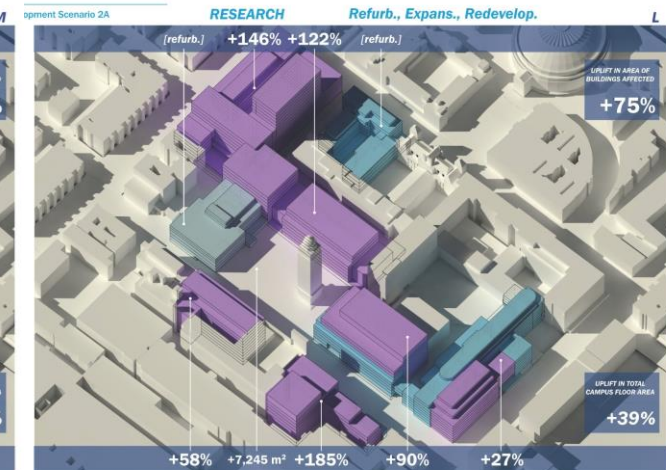 opment Scenario 2A
RESEARCH
Refurb., Expans., Redevelop.
L
[refurb.]
+146%
+122%
[refurb.]
UPLIFT IN AREA OF
BUILDINGS AFFECTED
+75%
UPLIFT IN TOTAL
CAMPUS FLOOR AREA
+39%
+58%
+7,245 m²
+185%
+90%
+27%